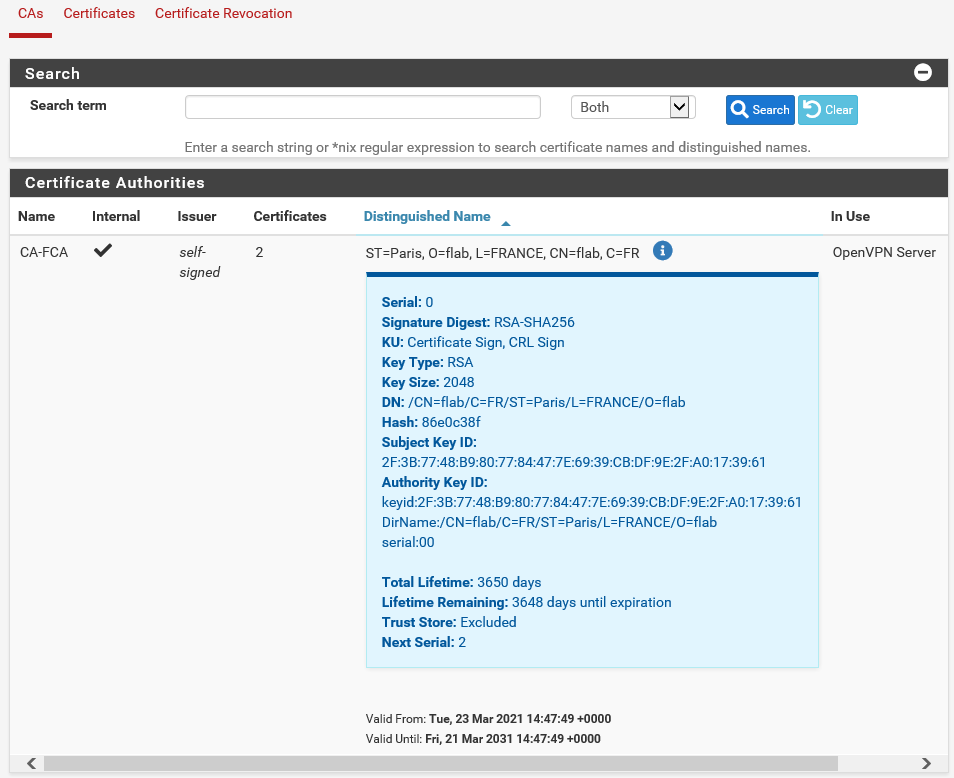 CAs Certificates Certificate Revocation
Search
Search term Both Search Clear
Enter a search string or *nix regular expression to search certificate names and distinguished names.
Certificate Authorities
Name Internal Issuer Certificates Distinguished Name In Use
CA-FCA self-signed 2 ST=Paris, O=flab, L=FRANCE, CN=flab, C=FR OpenVPN Server
Serial: 0
Signature Digest: RSA-SHA256
KU: Certificate Sign, CRL Sign
Key Type: RSA
Key Size: 2048
DN: /CN=flab/C=FR/ST=Paris/L=FRANCE/O=flab
Hash: 86e0c38f
Subject Key ID:
2F:3B:77:48:B9:80:77:84:47:7E:69:39:CB:DF:9E:2F:A0:17:39:61
Authority Key ID:
keyid:2F:3B:77:48:B9:80:77:84:47:7E:69:39:CB:DF:9E:2F:A0:17:39:61
DirName:/CN=flab/C=FR/ST=Paris/L=FRANCE/O=flab
serial:00
Total Lifetime: 3650 days
Lifetime Remaining: 3648 days until expiration
Trust Store: Excluded
Next Serial: 2
Valid From: Tue, 23 Mar 2021 14:47:49 +0000
Valid Until: Fri, 21 Mar 2031 14:47:49 +0000